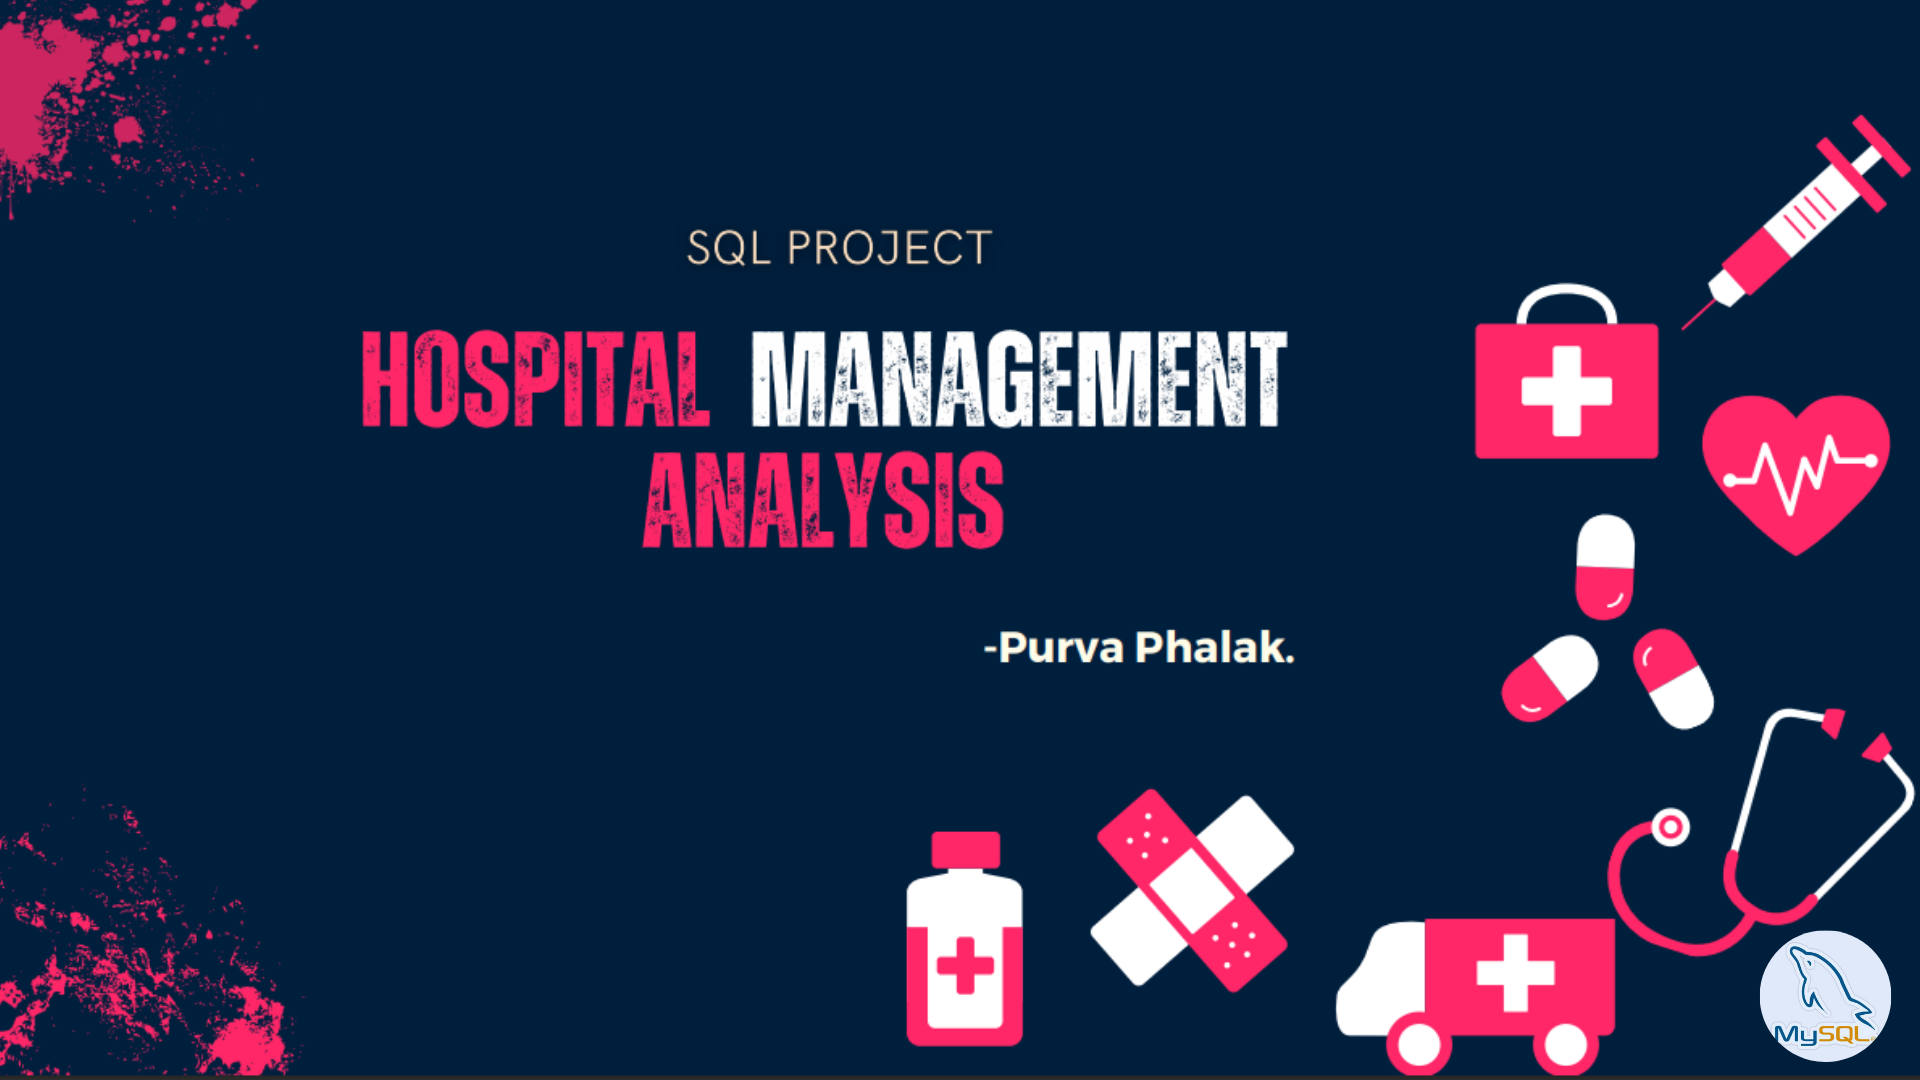 SQL PROJECT
HOSPITAL MANAGEMENT
ANALYSIS
-Purva Phalak.
MySQL